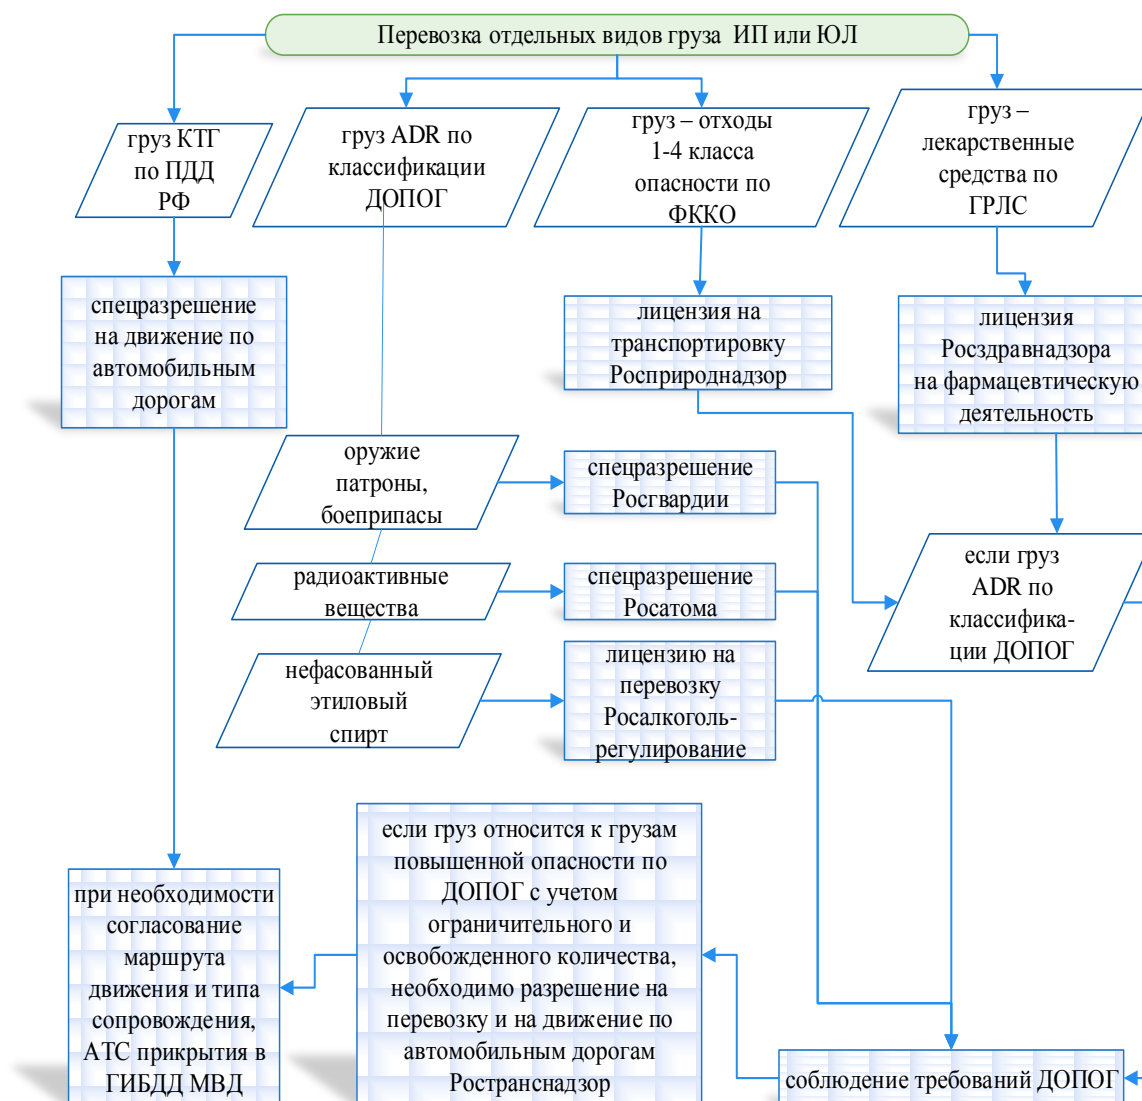 Перевозка отдельных видов груза ИП или ЮЛ
груз КТГ
по ПДД
РФ
груз ADR по
классификации
ДОПОГ
груз – отходы
1-4 класса
опасности по
ФККО
груз –
лекарственные
средства по
ГРЛС
спецразрешение
на движение по
автомобильным
дорогам
лицензия на
транспортировку
Росприроднадзор
лицензия
Росздравнадзора
на фармацевтическую
деятельность
оружие
патроны,
боеприпасы
спецразрешение
Росгвардии
радиоактивные
вещества
спецразрешение
Росатома
если груз
ADR по
классифика-
ции ДОПОГ
нефасованный
этиловый
спирт
лицензию на
перевозку
Росалкоголь-
регулирование
при необходимости
согласование
маршрута
движения и типа
сопровождения,
АТС прикрытия в
ГИБДД МВД
если груз относится к грузам
повышенной опасности по
ДОПОГ с учетом
ограничительного и
освобожденного количества,
необходимо разрешение на
перевозку и на движение по
автомобильным дорогам
Ространснадзор
соблюдение требований ДОПОГ